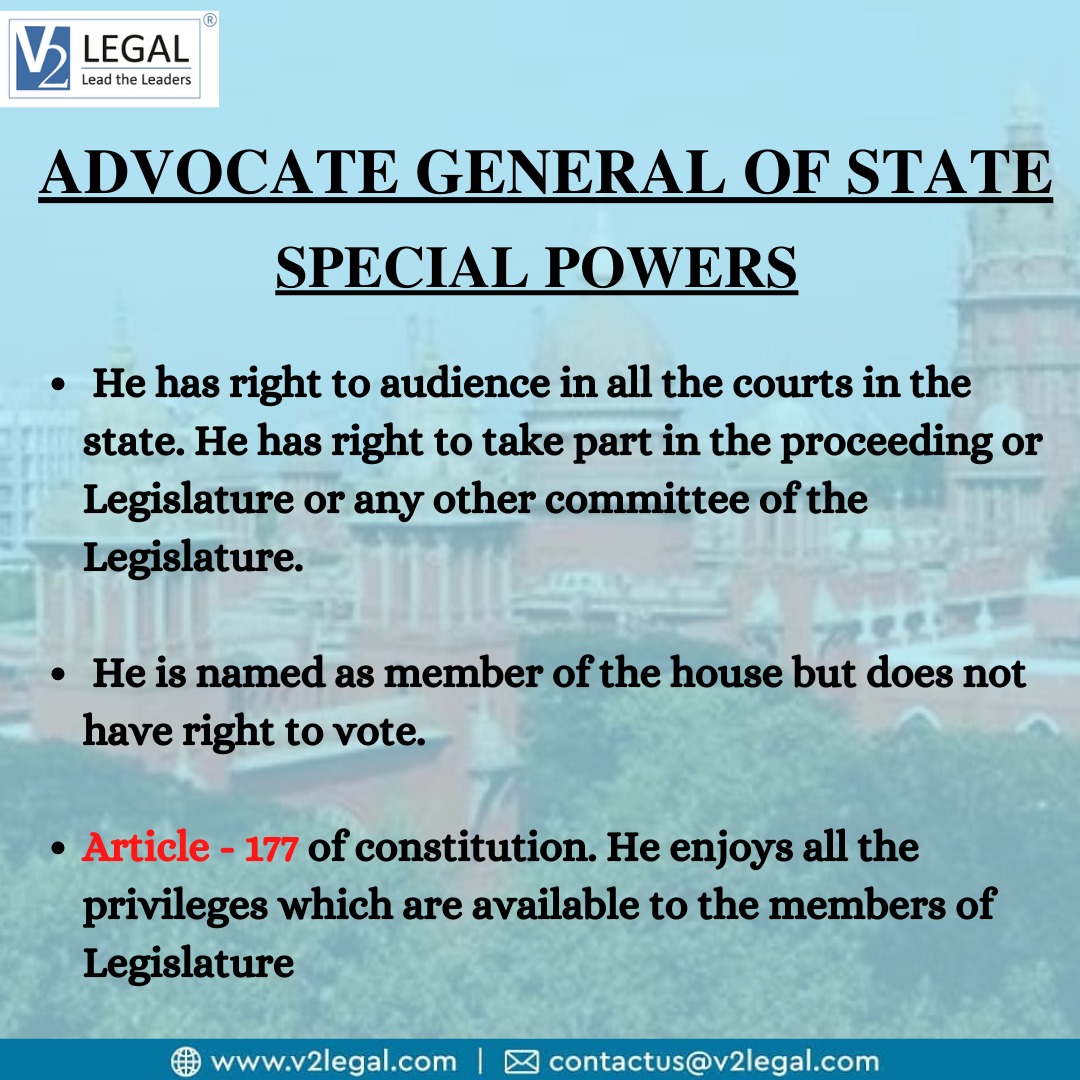 V2 LEGAL ®
Lead the Leaders
ADVOCATE GENERAL OF STATE
SPECIAL POWERS
• He has right to audience in all the courts in the
state. He has right to take part in the proceeding or
Legislature or any other committee of the
Legislature.
• He is named as member of the house but does not
have right to vote.
• Article - 177 of constitution. He enjoys all the
privileges which are available to the members of
Legislature
www.v2legal.com | contactus@v2legal.com